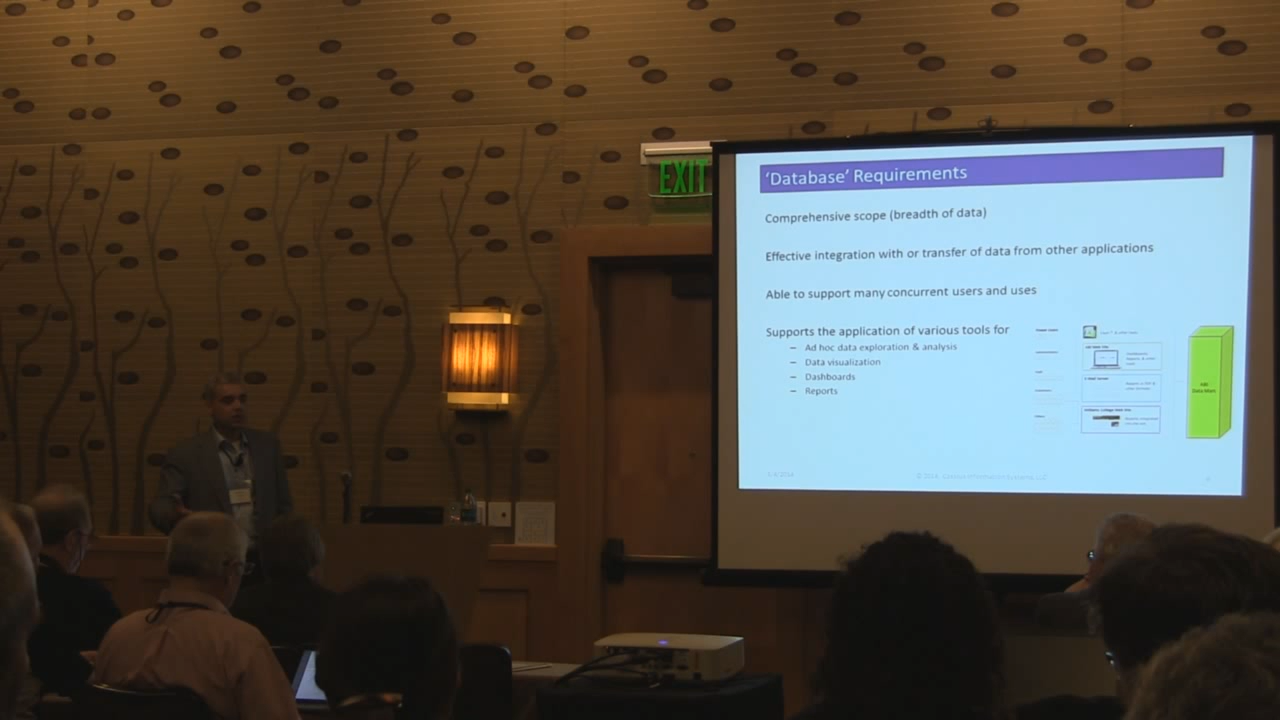 EXIT
'Database' Requirements
Comprehensive scope (breadth of data)
Effective integration with or transfer of data from other applications
Able to support many concurrent users and uses
Supports the application of various tools for
– Ad hoc data exploration & analysis
– Data visualization
– Dashboards
– Reports
Data Mart